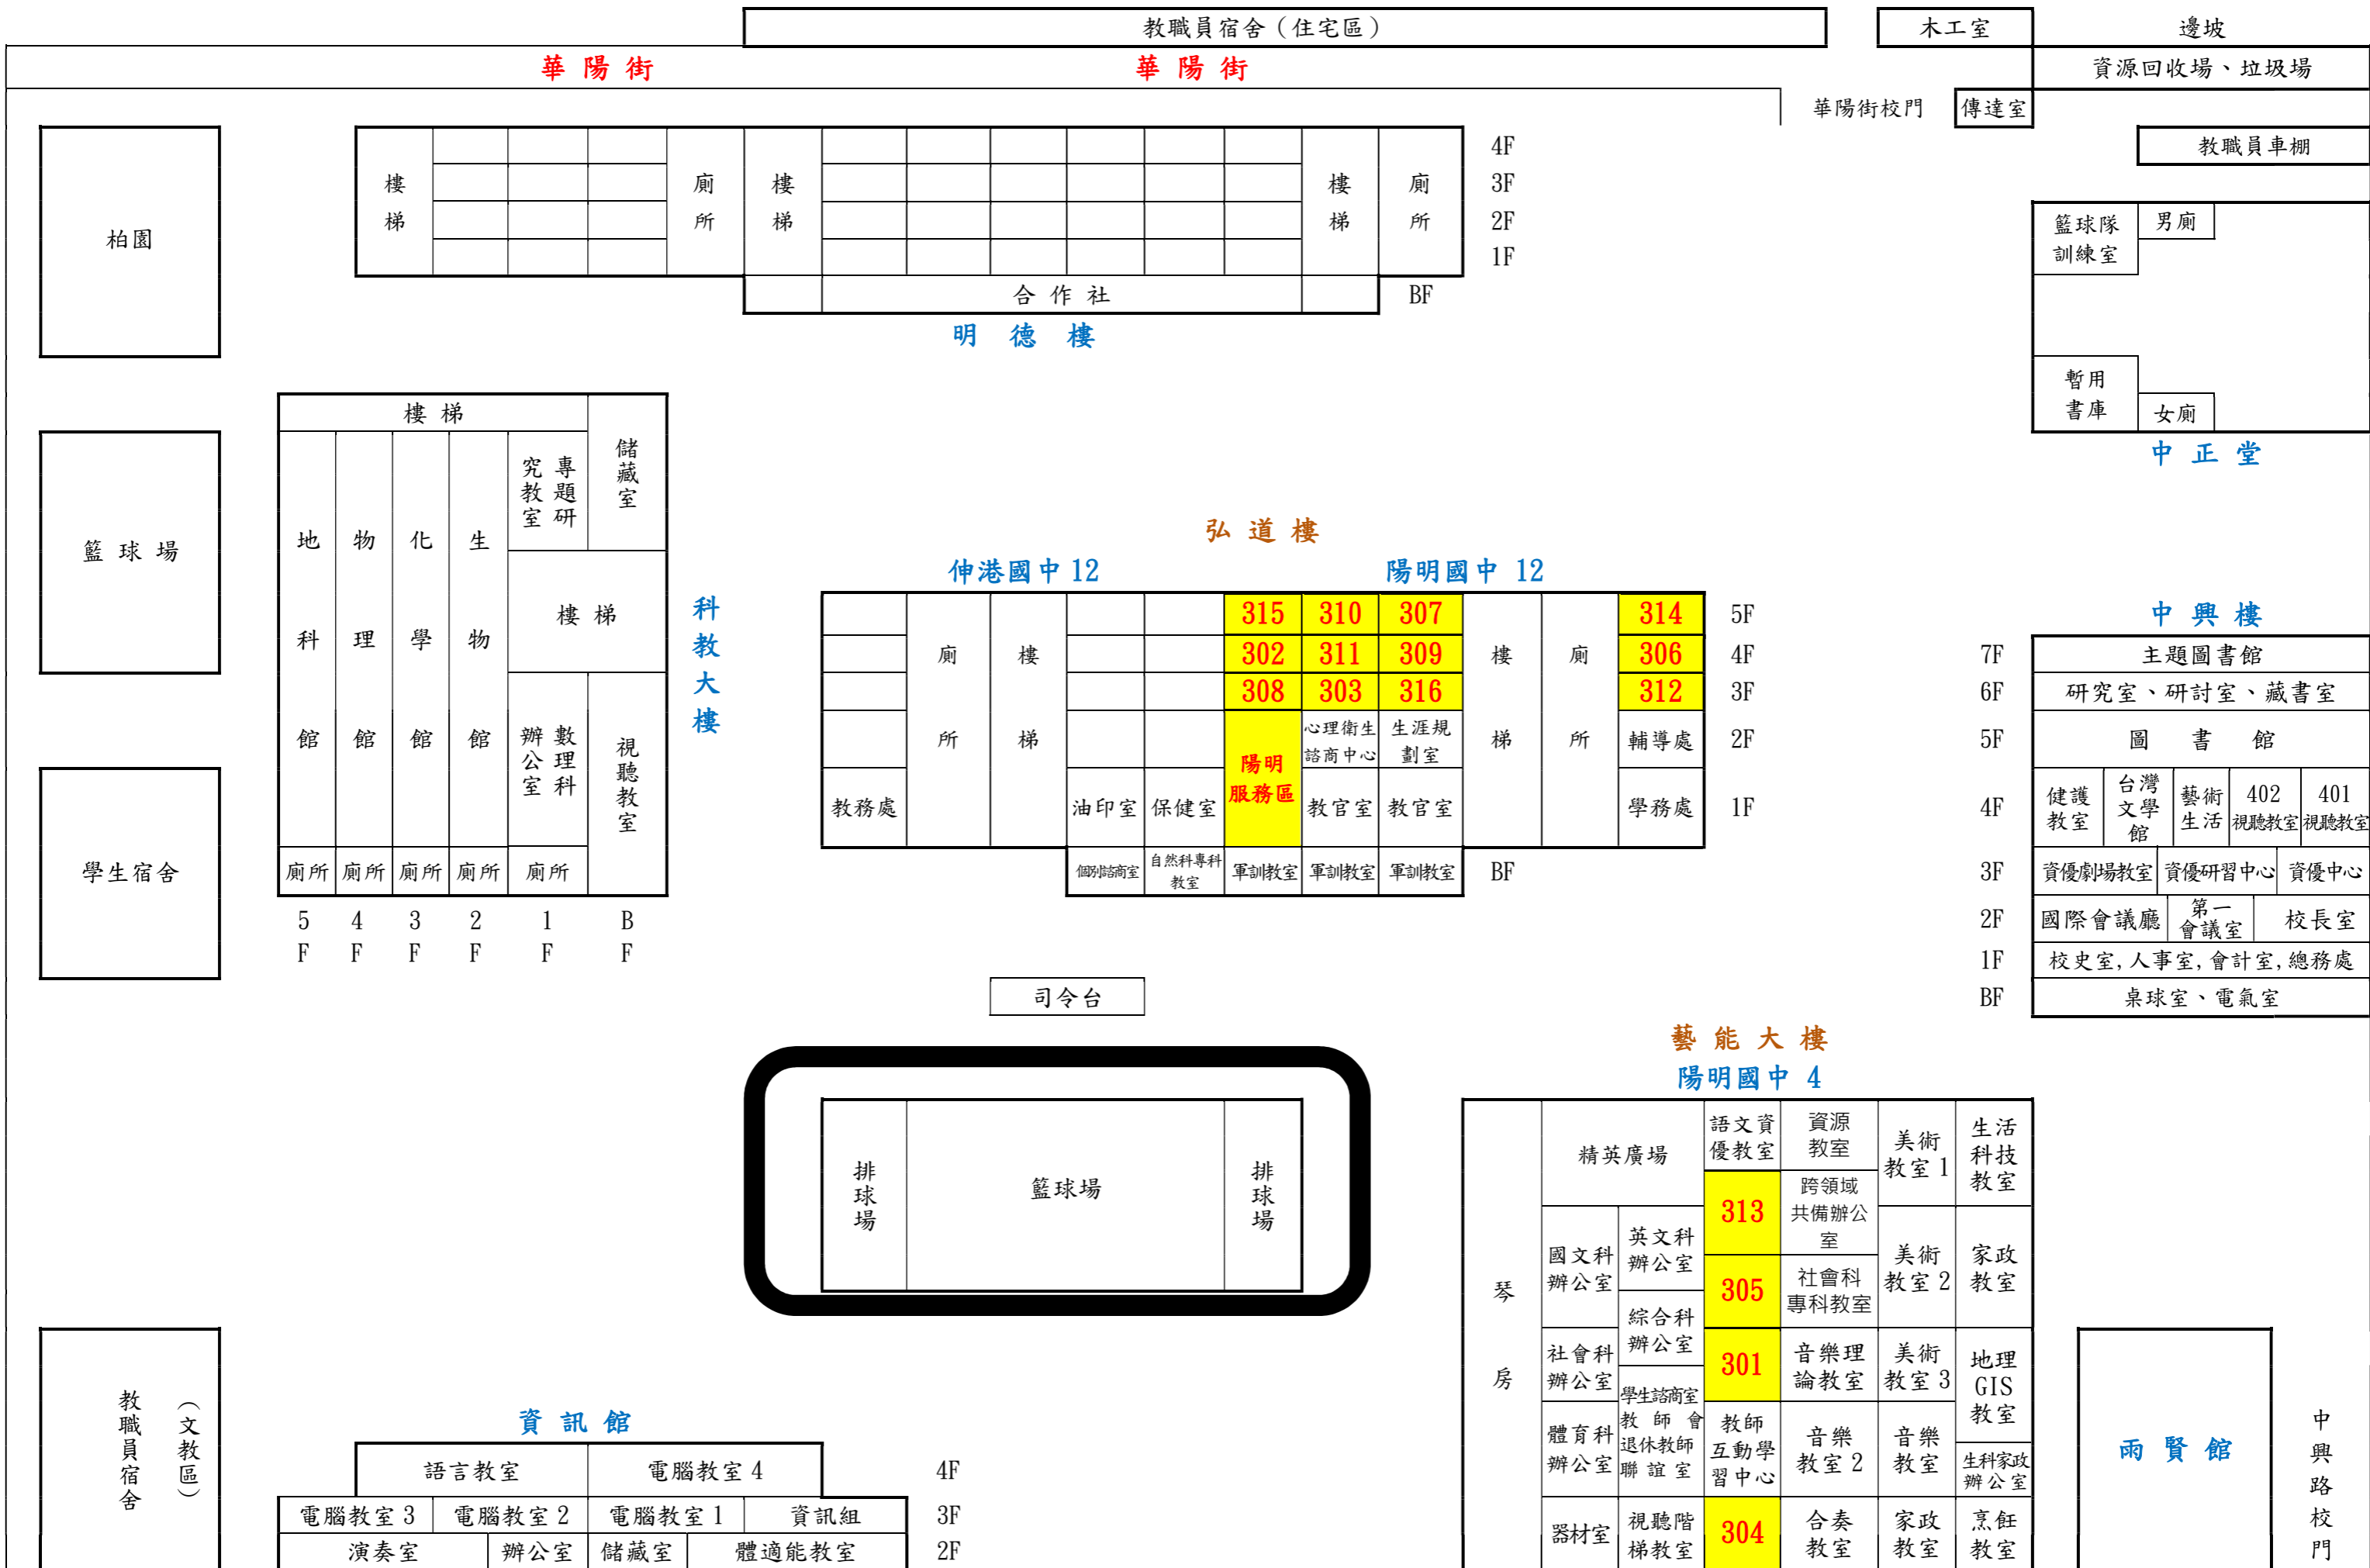 教職員宿舍（住宅區）
木工室
邊坡
華陽街
華陽街
資源回收場、垃圾場
華陽街校門
傳達室
教職員車棚
柏園
樓梯
廁所
樓梯
樓梯
廁所
4F
3F
2F
1F
合作社
BF
明德樓
籃球隊
訓練室
男廁
暫用
書庫
女廁
中正堂
籃球場
樓梯
地科館
物理館
化學館
生物館
專題研
究教室
儲藏室
樓梯
數理科
辦公室
視聽教室
廁所 廁所 廁所 廁所 廁所
5F 4F 3F 2F 1F BF
科教大樓
學生宿舍
弘道樓
伸港國中 12
陽明國中 12
315 310 307 314 5F
302 311 309 306 4F
308 303 316 312 3F
廁所
樓梯
樓梯
廁所
陽明
服務區
心理衛生
諮商中心
生涯規
劃室
輔導處
2F
教務處
油印室
保健室
教官室
教官室
學務處
1F
個別諮商室
自然科專科
教室
軍訓教室
軍訓教室
軍訓教室
BF
中興樓
7F 主題圖書館
6F 研究室、研討室、藏書室
5F 圖書館
4F
健護
教室
台灣
文學
館
藝術
生活
402
視聽教室
401
視聽教室
3F 資優劇場教室 資優研習中心 資優中心
2F 國際會議廳
第一
會議室
校長室
1F 校史室,人事室,會計室,總務處
BF 桌球室、電氣室
司令台
排球場
籃球場
排球場
藝能大樓
陽明國中 4
琴房
精英廣場
語文資
優教室
資源
教室
美術
教室 1
生活
科技
教室
313
跨領域
共備辦公
室
國文科
辦公室
英文科
辦公室
美術
教室 2
家政
教室
305
社會科
專科教室
綜合科
辦公室
社會科
辦公室
301
音樂理
論教室
美術
教室 3
地理
GIS
教室
學生諮商室
教師會
退休教師
聯誼室
體育科
辦公室
教師
互動學
習中心
音樂
教室 2
音樂
教室
生科家政
辦公室
器材室
視聽階
梯教室
304
合奏
教室
家政
教室
烹飪
教室
雨賢館
中興路校門
教職員宿舍
（文教區）
資訊館
語言教室 電腦教室 4 4F
電腦教室 3 電腦教室 2 電腦教室 1 資訊組 3F
演奏室 辦公室 儲藏室 體適能教室 2F